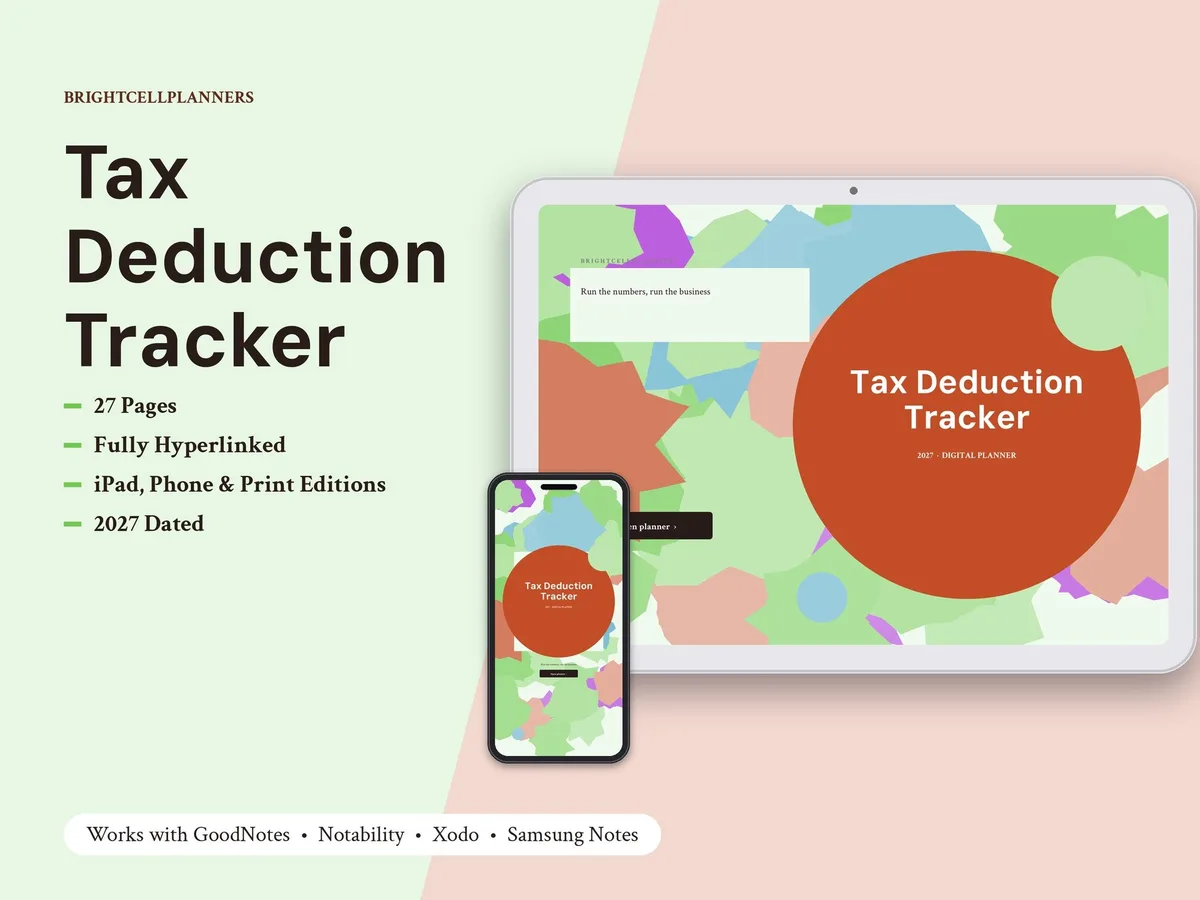 BRIGHTCELLPLANNERS
Tax
Deduction
Tracker
27 Pages
Fully Hyperlinked
iPad, Phone & Print Editions
2027 Dated
Run the numbers, run the business
Tax Deduction
Tracker
2027 · DIGITAL PLANNER
planner ›
Tax Deduction
Tracker
Works with GoodNotes • Notability • Xodo • Samsung Notes